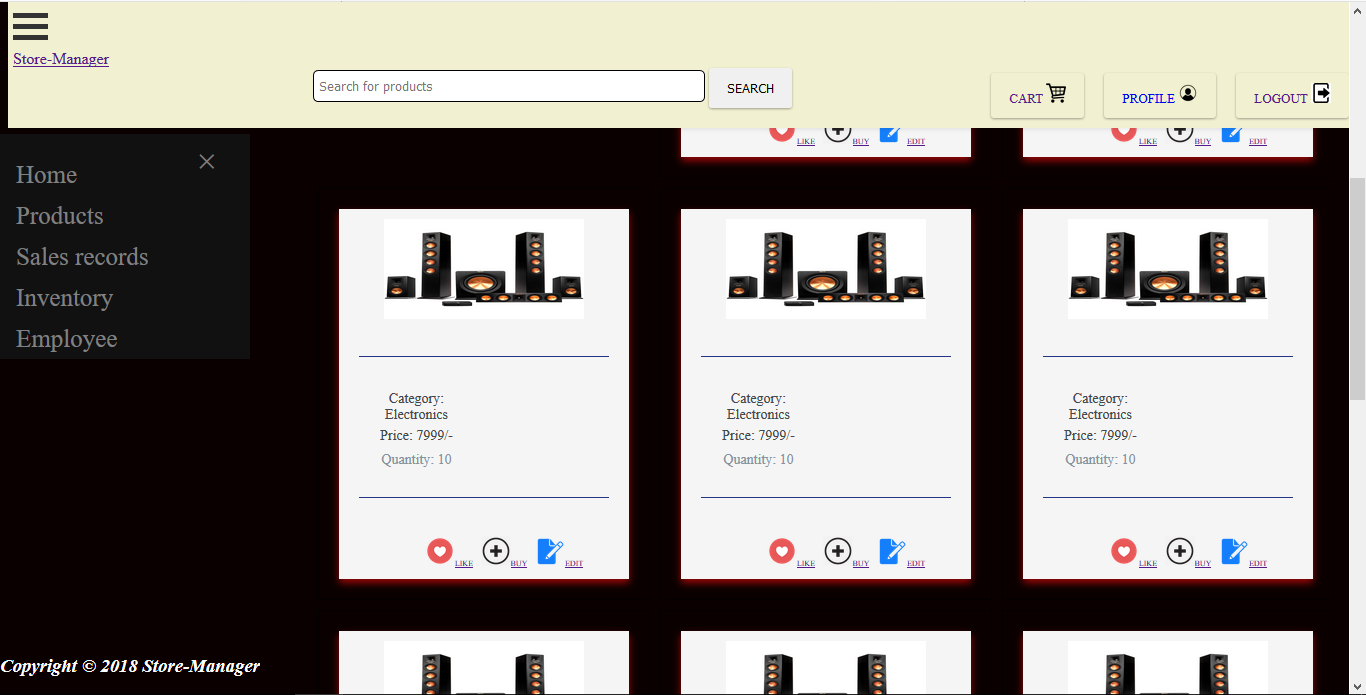 Store-Manager
Search for products
SEARCH
CART
PROFILE
LOGOUT
LIKE BUY EDIT
LIKE BUY EDIT
Home
Products
Sales records
Inventory
Employee
Category:
Electronics
Price: 7999/-
Quantity: 10
LIKE BUY EDIT
Category:
Electronics
Price: 7999/-
Quantity: 10
LIKE BUY EDIT
Category:
Electronics
Price: 7999/-
Quantity: 10
LIKE BUY EDIT
Copyright © 2018 Store-Manager